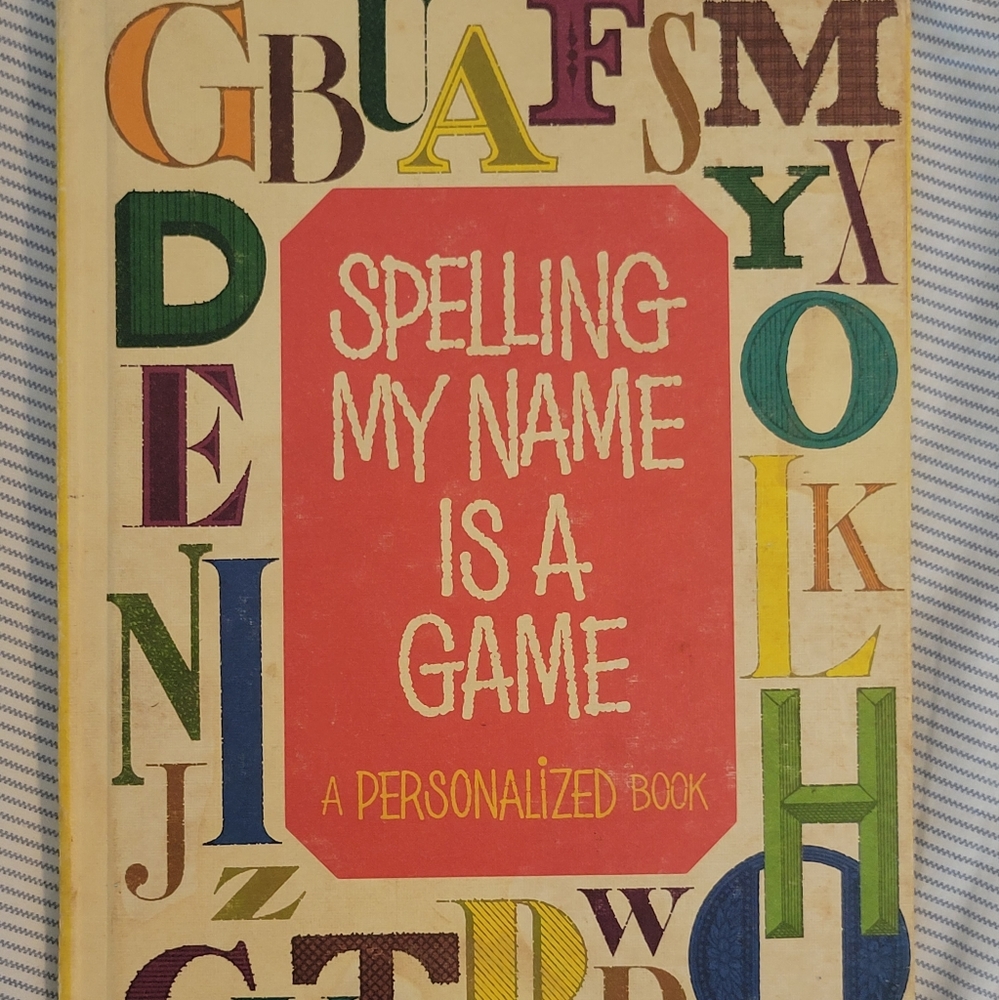 G B U A F S M
D Y X
SPELLING
MY NAME
IS A
GAME
A PERSONALiZED BOOK
E O
N I L K
J H
Z
T W